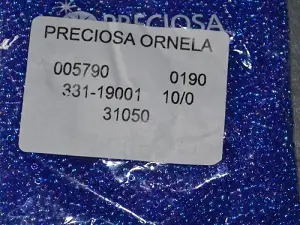 PRECIOSA
PRECIOSA ORNELA
005790 0190
331-19001 10/0
31050